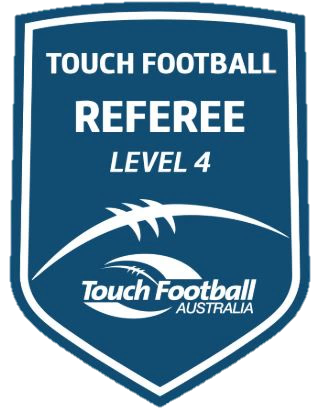 TOUCH FOOTBALL
REFEREE
LEVEL 4
Touch Football
AUSTRALIA